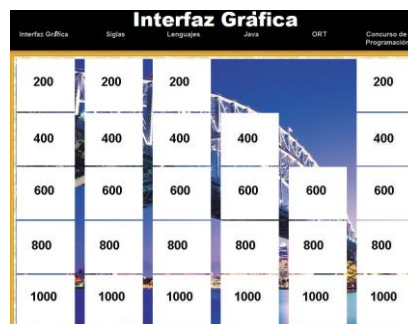 Interfaz Gráfica
Interfaz Gráfica Siglas Lenguajes Java ORT Concurso de Programación
200 200 200 200
400 400 400 400 400
600 600 600 600 600 600
800 800 800 800 800 800
1000 1000 1000 1000 1000 1000